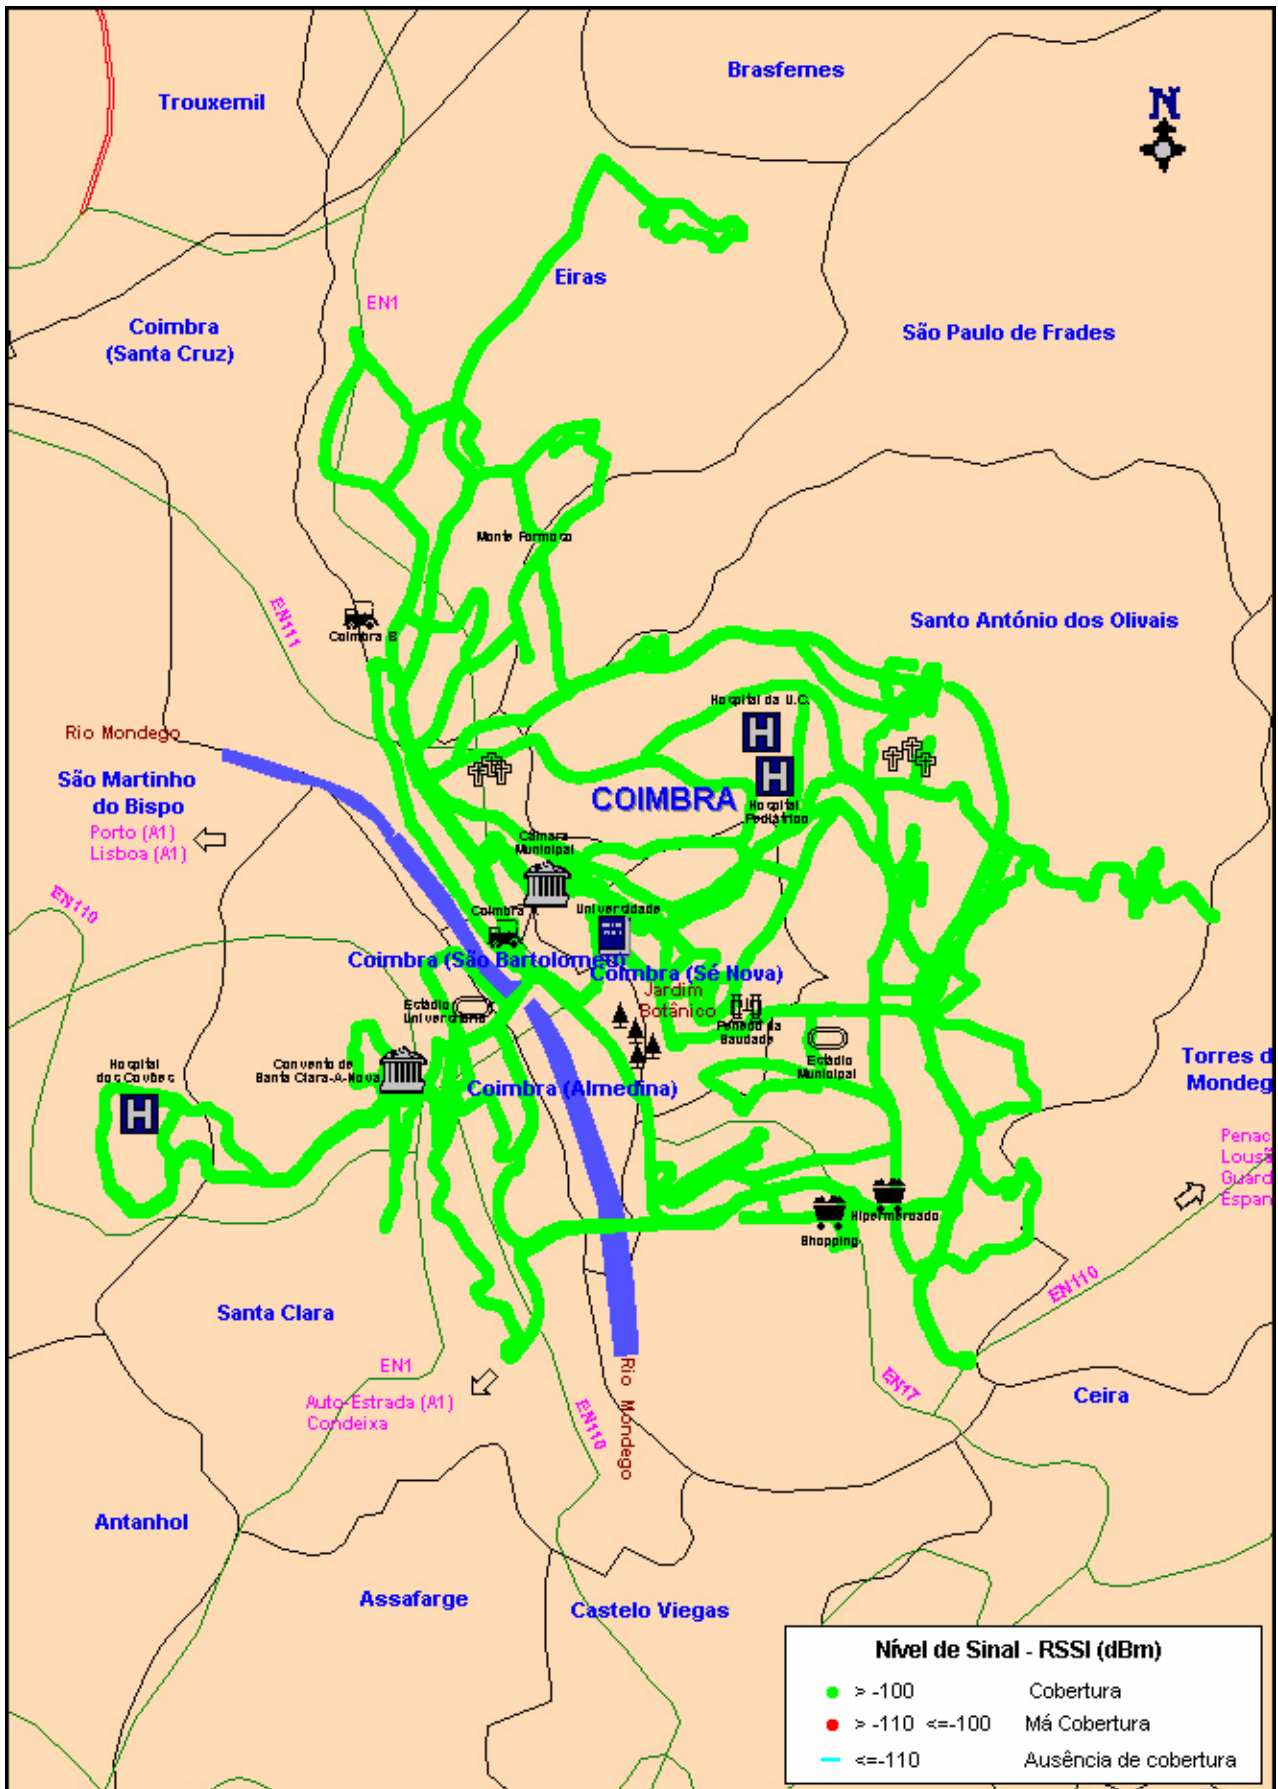 Brasfemes
N
Trouxemil
Eiras
EN1
Coimbra
(Santa Cruz)
São Paulo de Frades
Monte Formoso
EN111
Coimbra B
Santo António dos Olivais
Hospital da U.C.
H
Rio Mondego
H
São Martinho
do Bispo
COIMBRA
Hospital
Pediátrico
Porto (A1)
Lisboa (A1)
Câmara
Municipal
EN110
Coimbra
Universidade
Coimbra (São Bartolomeu)
Coimbra (Sé Nova)
Jardim
Botânico
Estádio
Universitário
Penedo da
Saudade
Estádio
Municipal
Hospital
dos Covões
H
Convento de
Santa Clara-A-Nova
Coimbra (Almedina)
Torres d
Mondeg
Penac
Lousã
Guard
Espan
Hipermercado
Shopping
EN110
Santa Clara
EN1
Auto-Estrada (A1)
Condeixa
EN110
Rio Mondego
EN17
Ceira
Antanhol
Assafarge
Castelo Viegas
Nível de Sinal - RSSI (dBm)
> -100 Cobertura
> -110 <=-100 Má Cobertura
<=-110 Ausência de cobertura